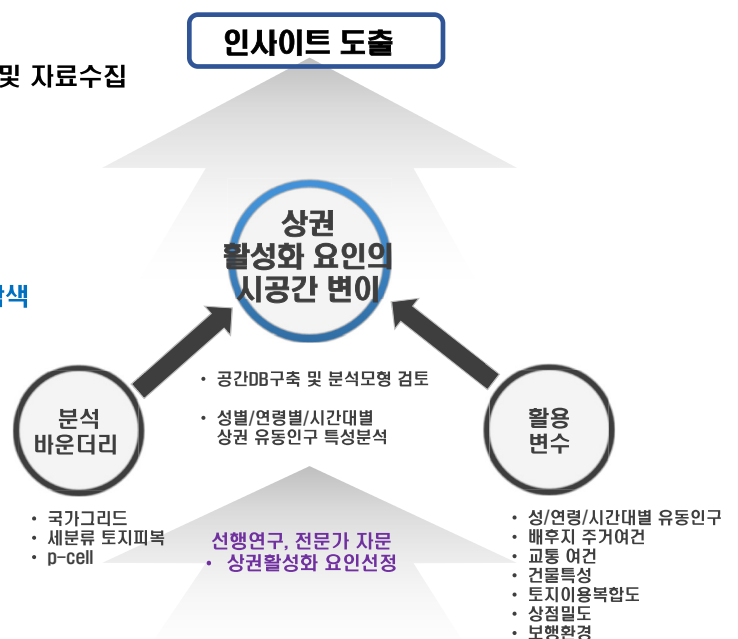 인사이트 도출
및 자료수집
상권
활성화 요인의
시공간 변이
색
• 공간DB구축 및 분석모형 검토
• 성별/연령별/시간대별
상권 유동인구 특성분석
분석
바운더리
활용
변수
• 국가그리드
• 세분류 토지피복
• p-cell
선행연구, 전문가 자문
• 상권활성화 요인선정
• 성/연령/시간대별 유동인구
• 배후지 주거여건
• 교통 여건
• 건물특성
• 토지이용복합도
• 상점밀도
• 보행환경